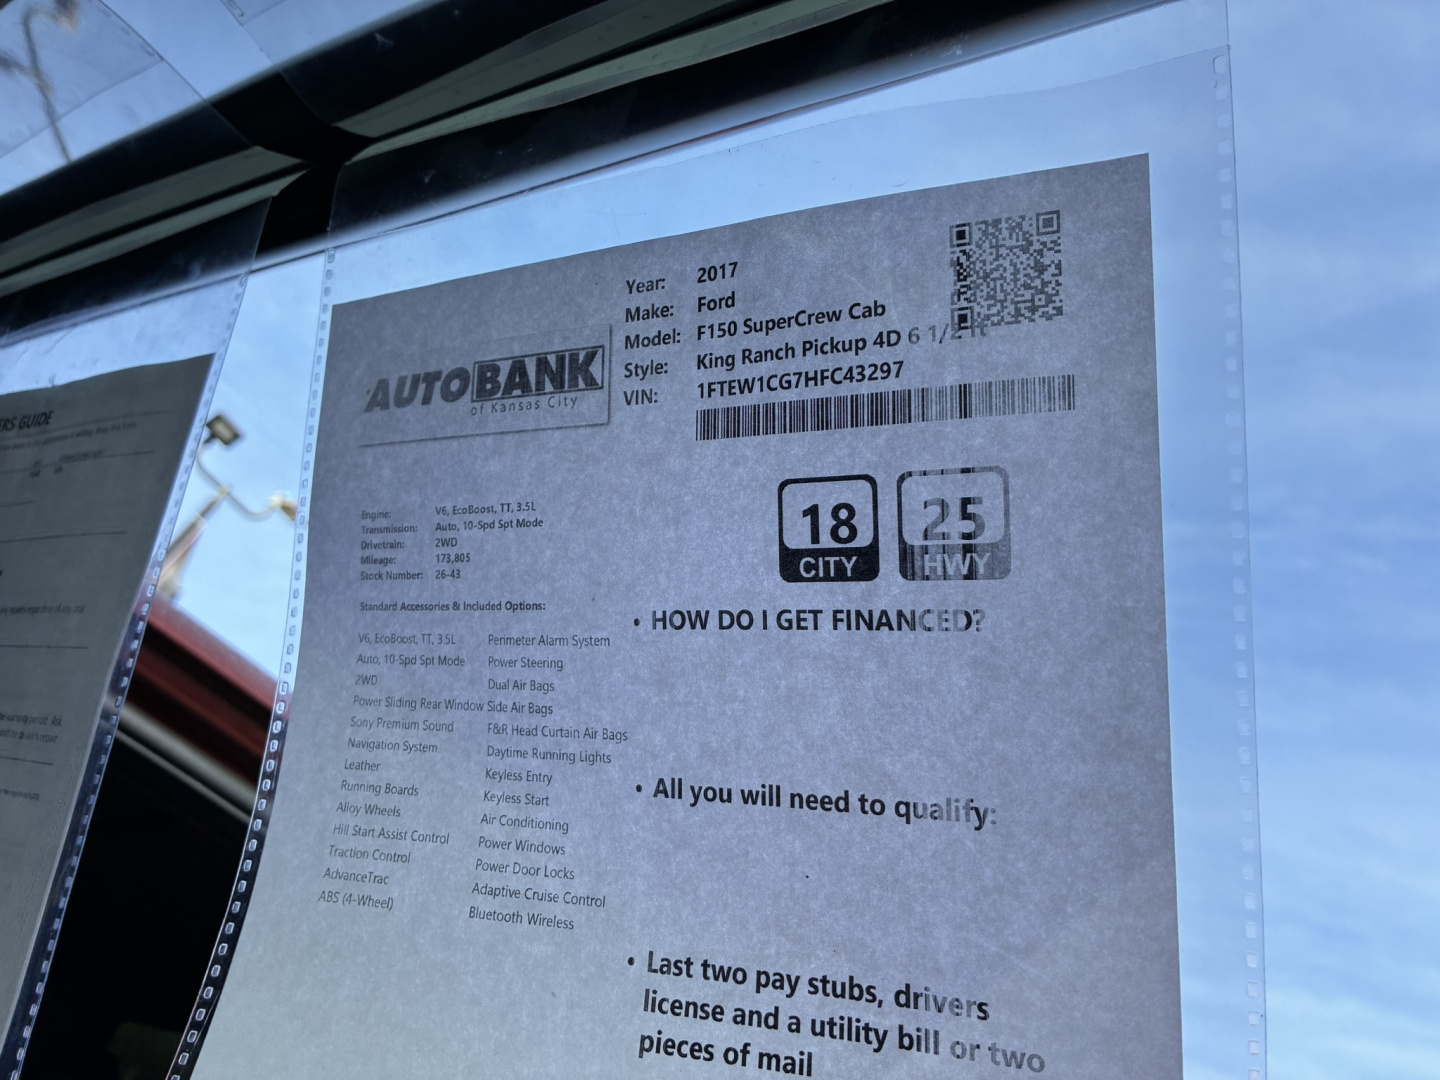 ERS GUIDE
AUTOBANK
of Kansas City
Year: 2017
Make: Ford
Model: F150 SuperCrew Cab
Style: King Ranch Pickup 4D 6 1/2 ft
VIN: 1FTEW1CG7HFC43297
18
CITY
25
HWY
Engine: V6, EcoBoost, TT, 3.5L
Transmission: Auto, 10-Spd Spt Mode
Drivetrain: 2WD
Mileage: 173,805
Stock Number: 26-43
Standard Accessories & Included Options:
V6, EcoBoost, TT, 3.5L
Auto, 10-Spd Spt Mode
2WD
Power Sliding Rear Window
Sony Premium Sound
Navigation System
Leather
Running Boards
Alloy Wheels
Hill Start Assist Control
Traction Control
AdvanceTrac
ABS (4-Wheel)
Perimeter Alarm System
Power Steering
Dual Air Bags
Side Air Bags
F&R Head Curtain Air Bags
Daytime Running Lights
Keyless Entry
Keyless Start
Air Conditioning
Power Windows
Power Door Locks
Adaptive Cruise Control
Bluetooth Wireless
• HOW DO I GET FINANCED?
• All you will need to qualify:
• Last two pay stubs, drivers
license and a utility bill or two
pieces of mail